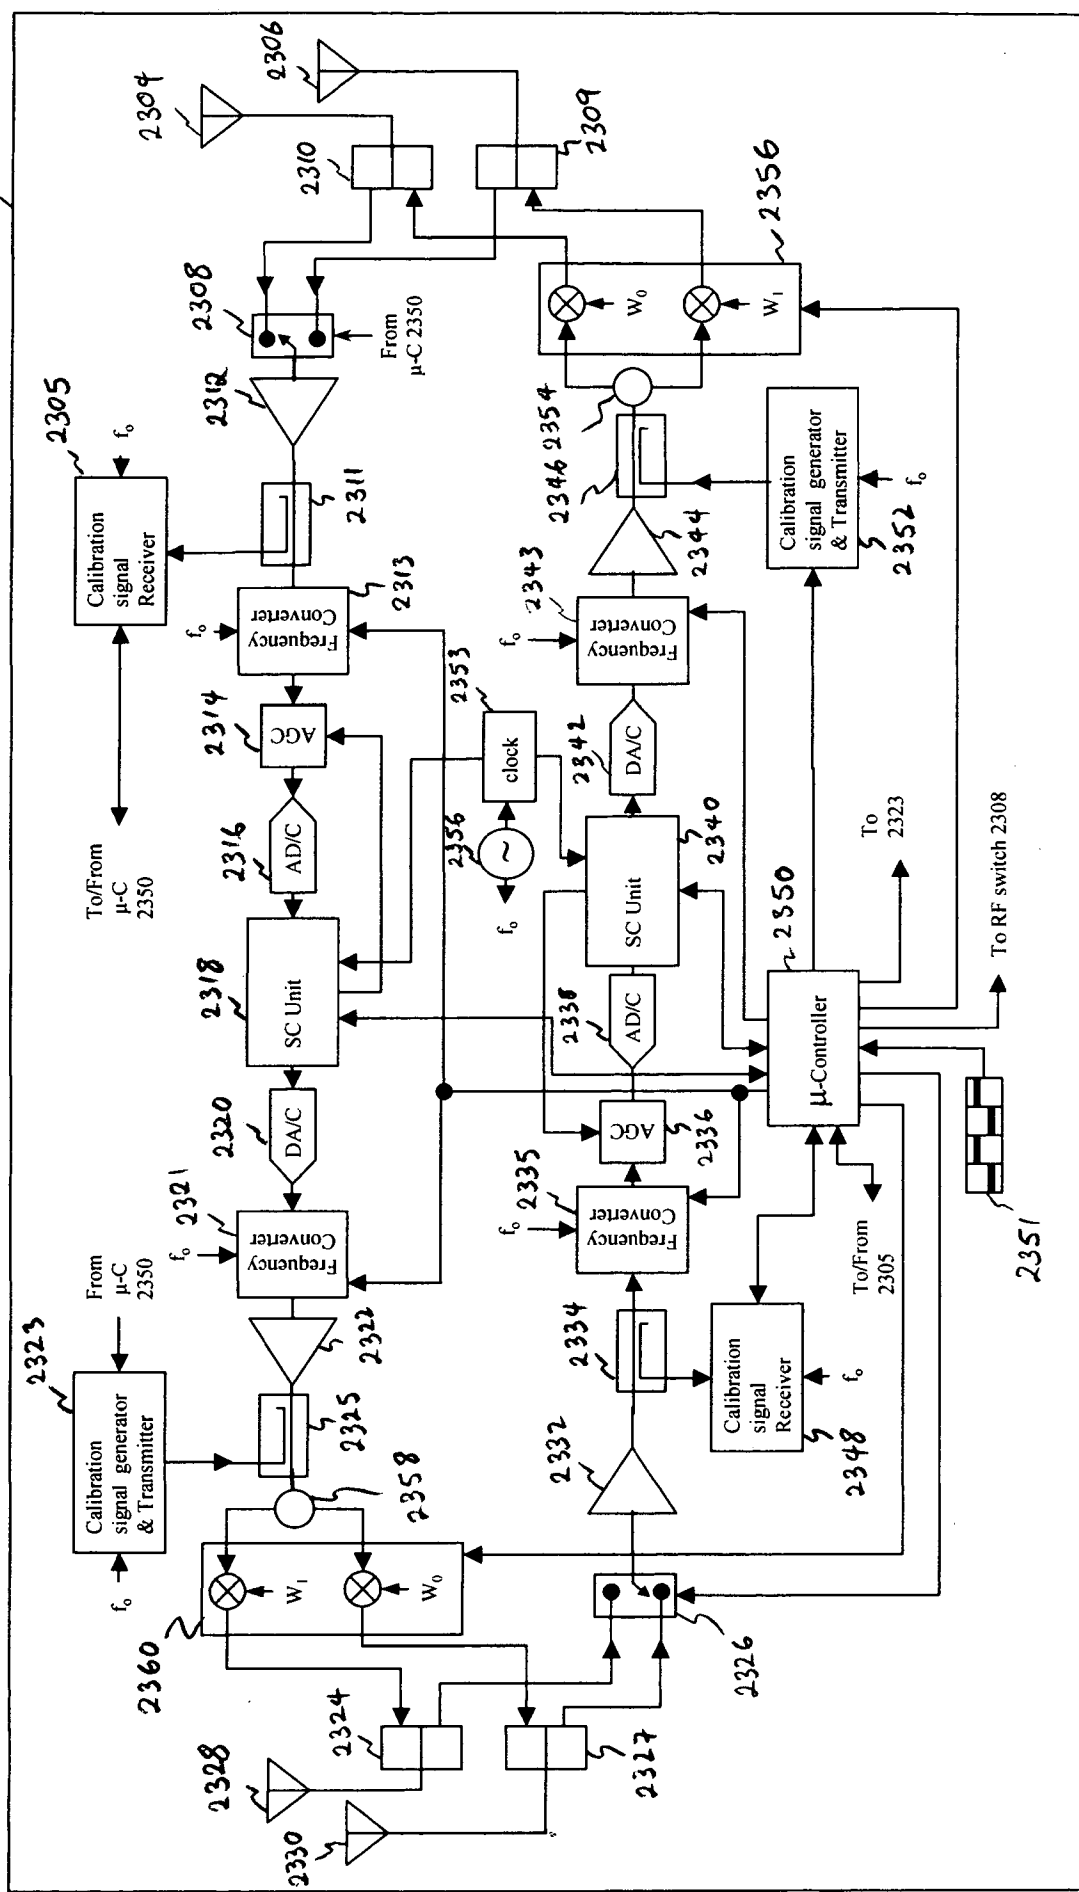 2304
2306
2310
2309
2308
From
μ-C 2350
2312
2305
f₀
Calibration
signal
Receiver
To/From
μ-C
2350
2311
2313
f₀
Frequency
Converter
2314
AGC
2316
AD/C
2318
SC Unit
2320
DA/C
2321
f₀
Frequency
Converter
From
μ-C
2350
2323
Calibration
signal generator
& Transmitter
f₀
2322
2325
2358
W₁
W₀
2360
2324
2328
2330
2327
2326
2332
2334
Calibration
signal
Receiver
f₀
2348
2335
f₀
Frequency
Converter
AGC
2336
2338
AD/C
SC Unit
2340
2353
clock
2356
~
f₀
2342
DA/C
2343
f₀
Frequency
Converter
2344
2346
2354
W₀
W₁
2356
Calibration
signal generator
& Transmitter
f₀
2352
2350
μ-Controller
To
2323
To RF switch 2308
To/From
2305
2351